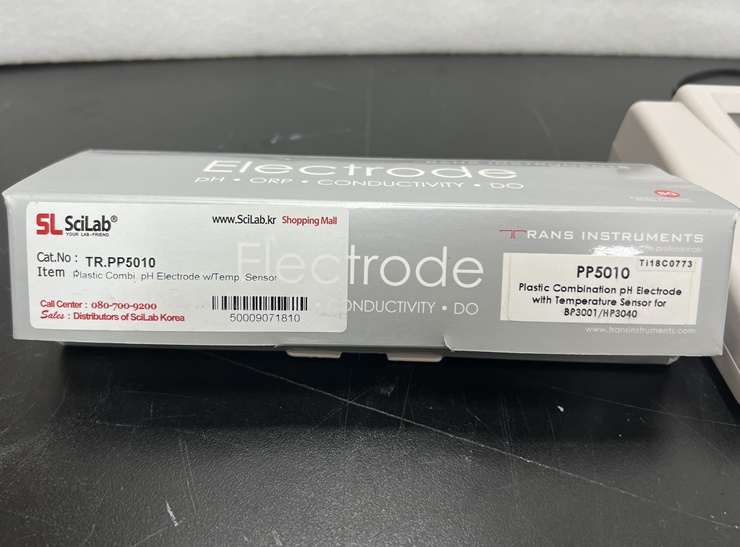 Electrode
pH • ORP • CONDUCTIVITY • DO
TRANS INSTRUMENTS
SL SciLab®
YOUR LAB-FRIEND
www.SciLab.kr Shopping Mall
Cat.No : TR.PP5010
Item Plastic Combi. pH Electrode w/Temp. Sensor
Call Center : 080-700-9200
Sales : Distributors of SciLab Korea
50009071810
Electrode
CONDUCTIVITY • DO
TRANS INSTRUMENTS
professionals
Ti18C0773
PP5010
Plastic Combination pH Electrode
with Temperature Sensor for
BP3001/HP3040
www.transinstruments.com